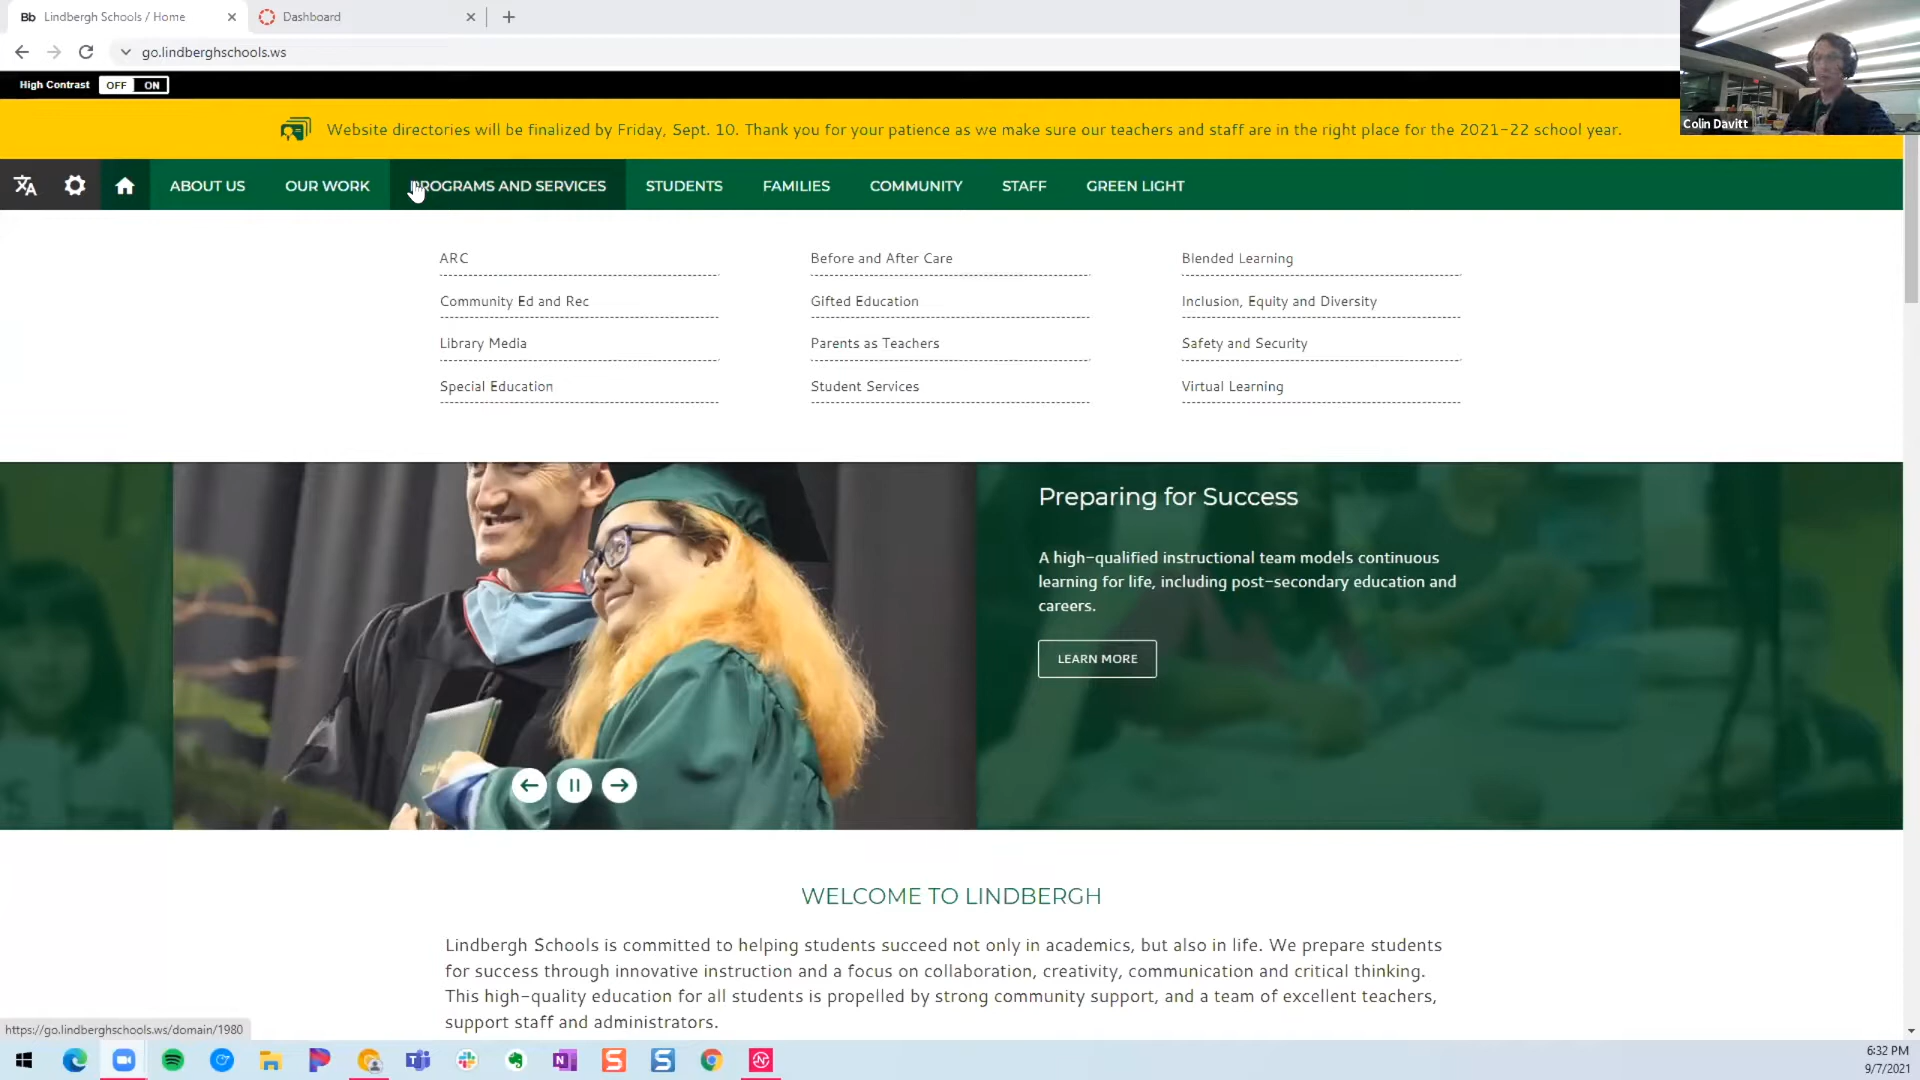 Bb Lindbergh Schools / Home
Dashboard
go.lindberghschools.ws
High Contrast OFF ON
Colin Davitt
Website directories will be finalized by Friday, Sept. 10. Thank you for your patience as we make sure our teachers and staff are in the right place for the 2021-22 school year.
ABOUT US OUR WORK PROGRAMS AND SERVICES STUDENTS FAMILIES COMMUNITY STAFF GREEN LIGHT
ARC Before and After Care Blended Learning
Community Ed and Rec Gifted Education Inclusion, Equity and Diversity
Library Media Parents as Teachers Safety and Security
Special Education Student Services Virtual Learning
Preparing for Success
A high-qualified instructional team models continuous
learning for life, including post-secondary education and
careers.
LEARN MORE
WELCOME TO LINDBERGH
Lindbergh Schools is committed to helping students succeed not only in academics, but also in life. We prepare students
for success through innovative instruction and a focus on collaboration, creativity, communication and critical thinking.
This high-quality education for all students is propelled by strong community support, and a team of excellent teachers,
support staff and administrators.
https://go.lindberghschools.ws/domain/1980
6:32 PM
9/7/2021